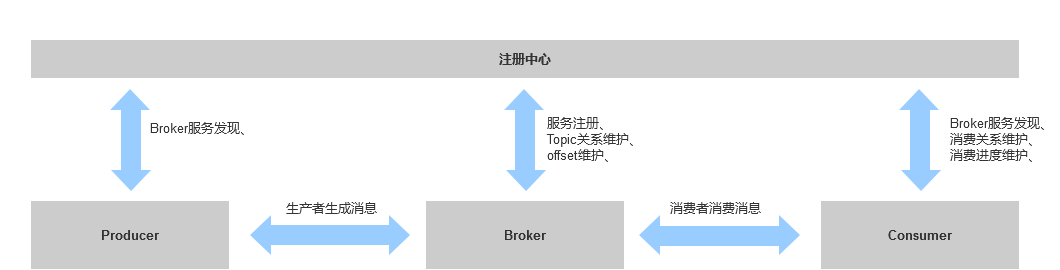 注册中心
Broker服务发现、
服务注册、
Topic关系维护、
offset维护、
Broker服务发现、
消费关系维护、
消费进度维护、
生产者生成消息
消费者消费消息
Producer
Broker
Consumer